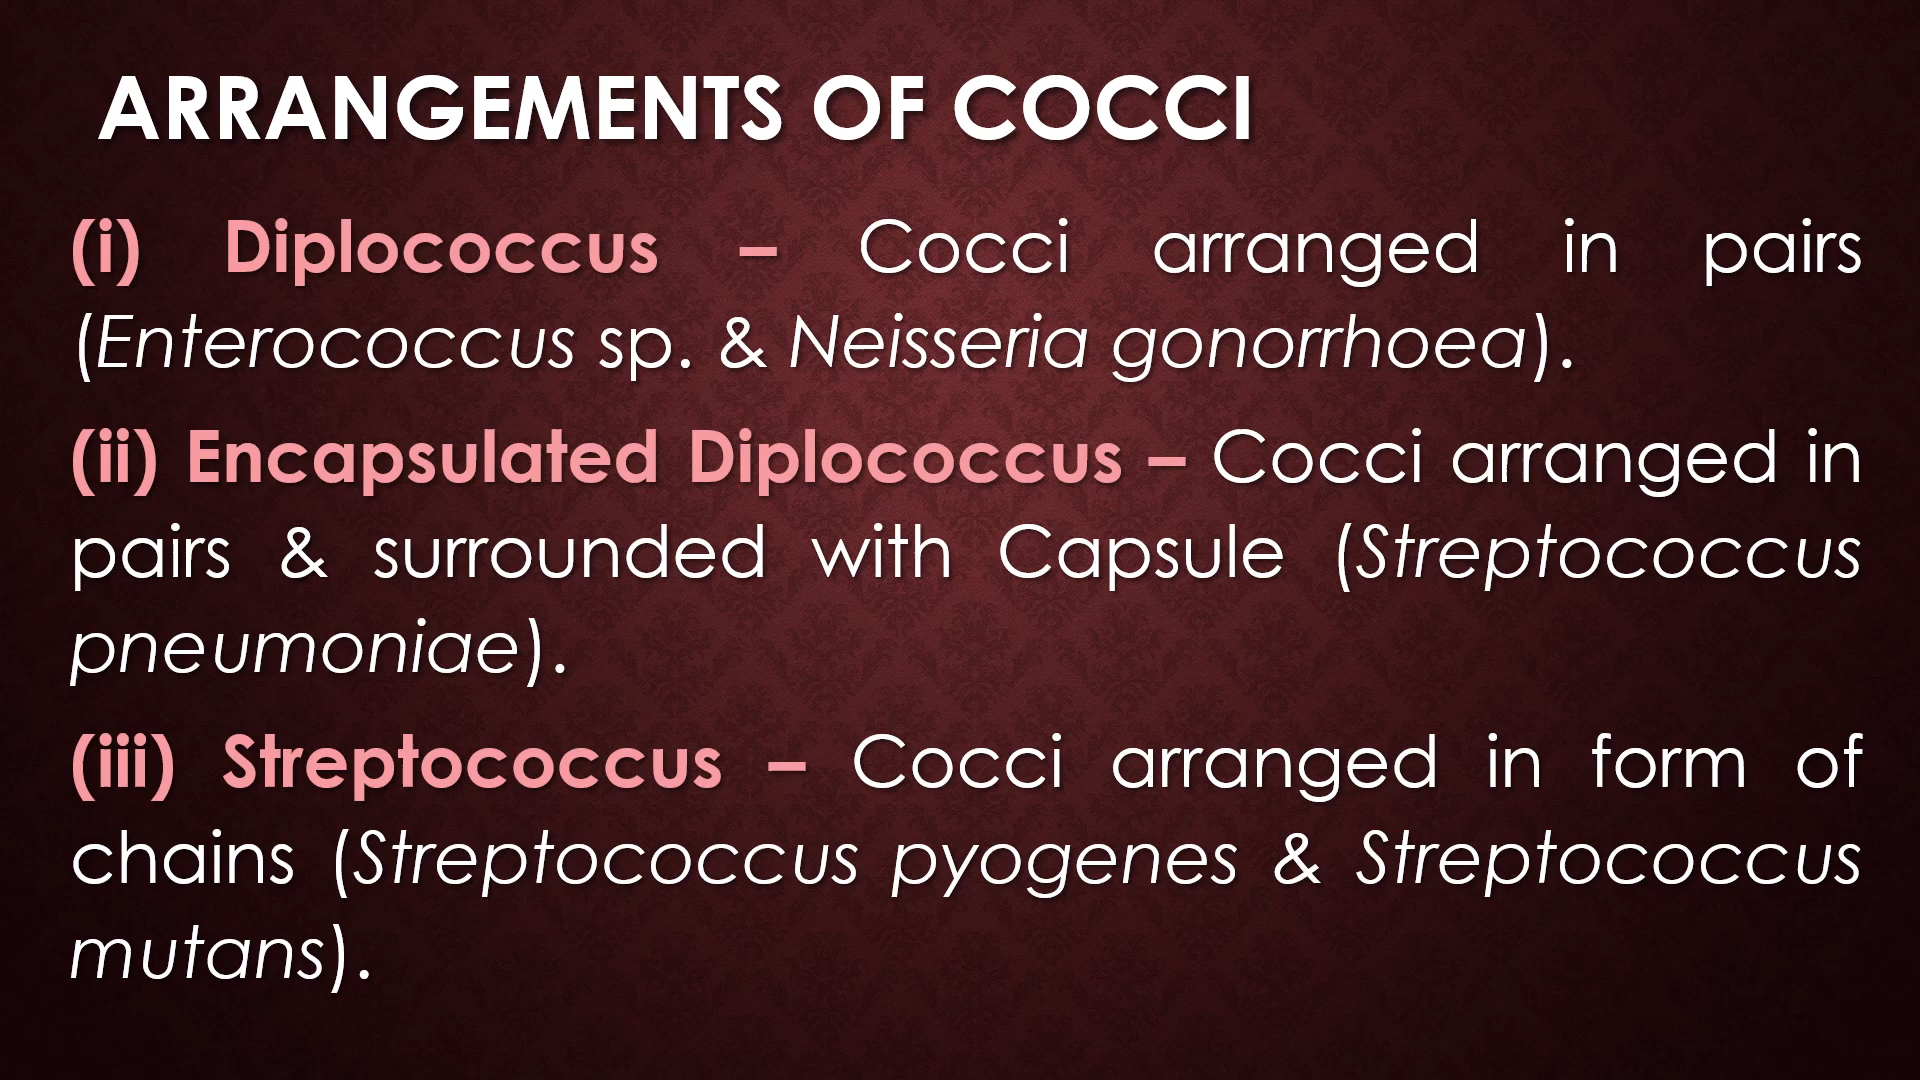 ARRANGEMENTS OF COCCI
(i) Diplococcus – Cocci arranged in pairs
(Enterococcus sp. & Neisseria gonorrhoea).
(ii) Encapsulated Diplococcus – Cocci arranged in
pairs & surrounded with Capsule (Streptococcus
pneumoniae).
(iii) Streptococcus – Cocci arranged in form of
chains (Streptococcus pyogenes & Streptococcus
mutans).